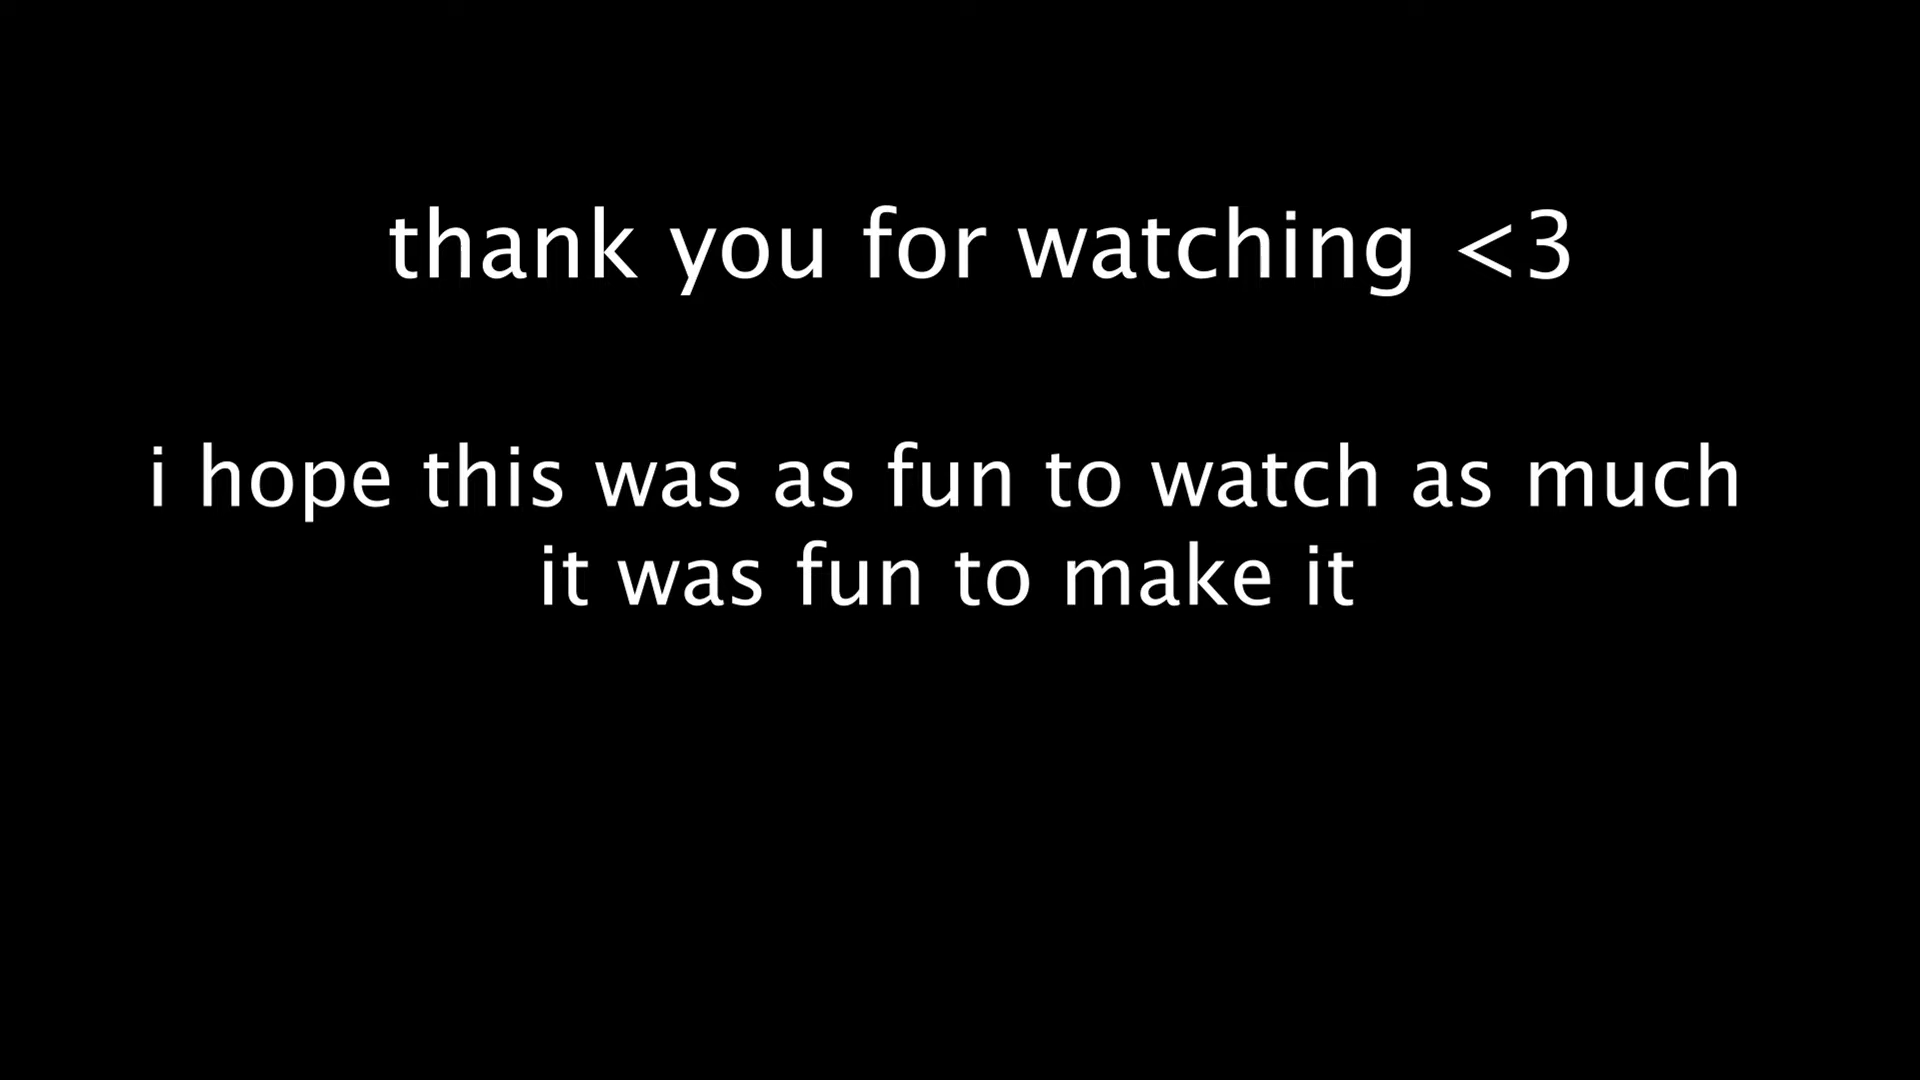 thank you for watching <3
i hope this was as fun to watch as much
it was fun to make it